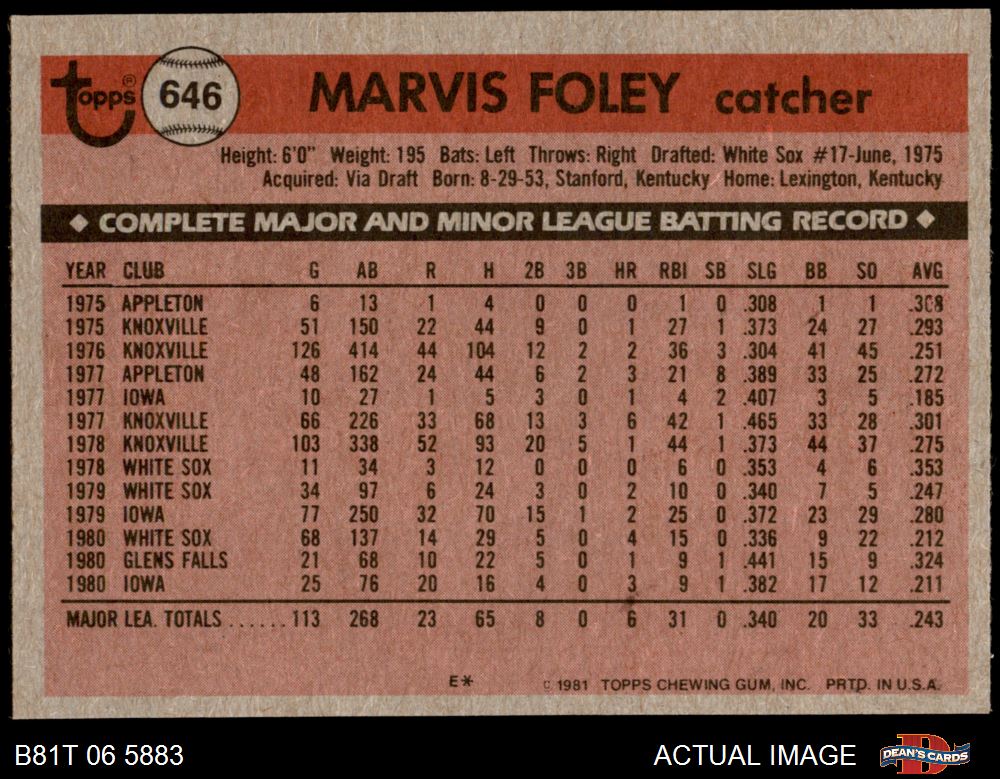 Topps® 646 MARVIS FOLEY catcher
Height: 6'0" Weight: 195 Bats: Left Throws: Right Drafted: White Sox #17-June, 1975
Acquired: Via Draft Born: 8-29-53, Stanford, Kentucky Home: Lexington, Kentucky
◆ COMPLETE MAJOR AND MINOR LEAGUE BATTING RECORD ◆
YEAR CLUB G AB R H 2B 3B HR RBI SB SLG BB SO AVG
1975 APPLETON 6 13 1 4 0 0 0 1 0 .308 1 1 .308
1975 KNOXVILLE 51 150 22 44 9 0 1 27 1 .373 24 27 .293
1976 KNOXVILLE 126 414 44 104 12 2 2 36 3 .304 41 45 .251
1977 APPLETON 48 162 24 44 6 2 3 21 8 .389 33 25 .272
1977 IOWA 10 27 1 5 3 0 1 4 2 .407 3 5 .185
1977 KNOXVILLE 66 226 33 68 13 3 6 42 1 .465 33 28 .301
1978 KNOXVILLE 103 338 52 93 20 5 1 44 1 .373 44 37 .275
1978 WHITE SOX 11 34 3 12 0 0 0 6 0 .353 4 6 .353
1979 WHITE SOX 34 97 6 24 3 0 2 10 0 .340 7 5 .247
1979 IOWA 77 250 32 70 15 1 2 25 0 .372 23 29 .280
1980 WHITE SOX 68 137 14 29 5 0 4 15 0 .336 9 22 .212
1980 GLENS FALLS 21 68 10 22 5 0 1 9 1 .441 15 9 .324
1980 IOWA 25 76 20 16 4 0 3 9 1 .382 17 12 .211
MAJOR LEA. TOTALS ......113 268 23 65 8 0 6 31 0 .340 20 33 .243
E* © 1981 TOPPS CHEWING GUM, INC. PRTD. IN U.S.A.
B81T 06 5883 ACTUAL IMAGE DEAN'S CARDS